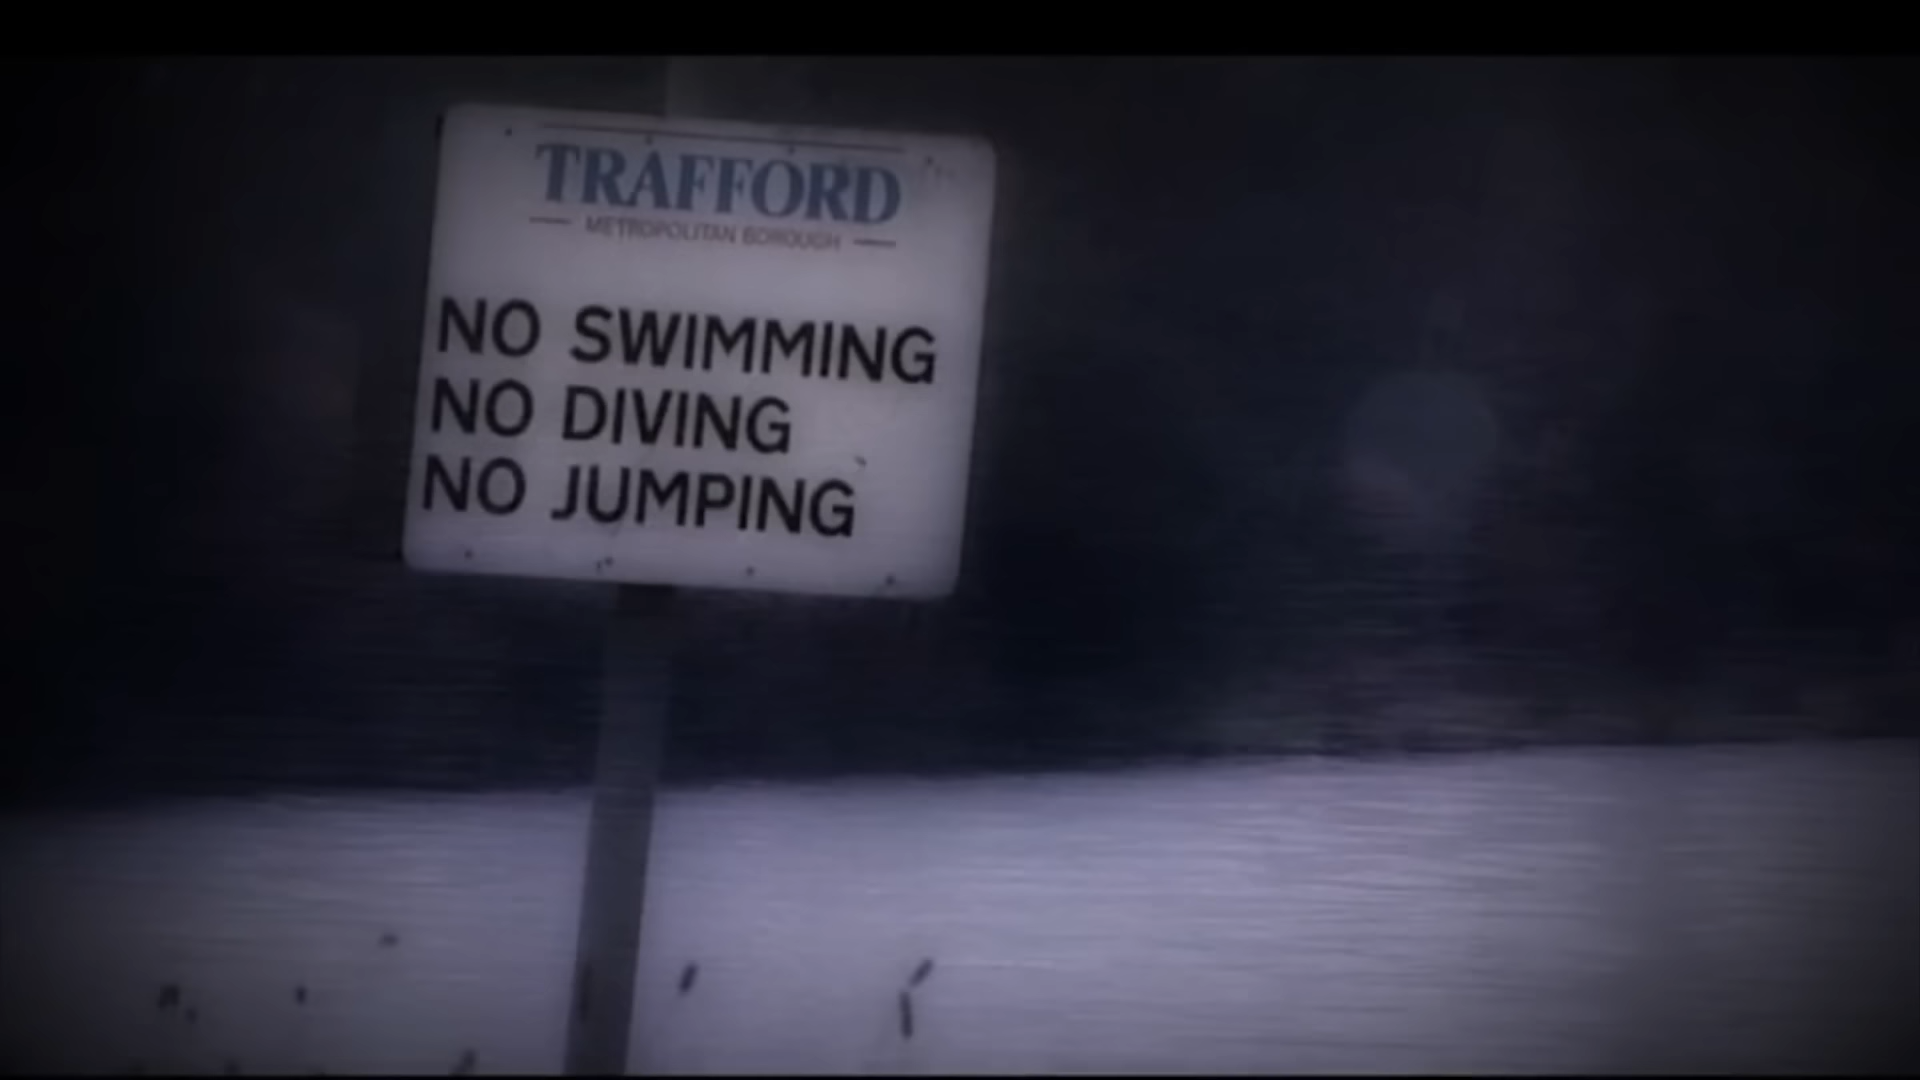 TRAFFORD
METROPOLITAN BOROUGH
NO SWIMMING
NO DIVING
NO JUMPING